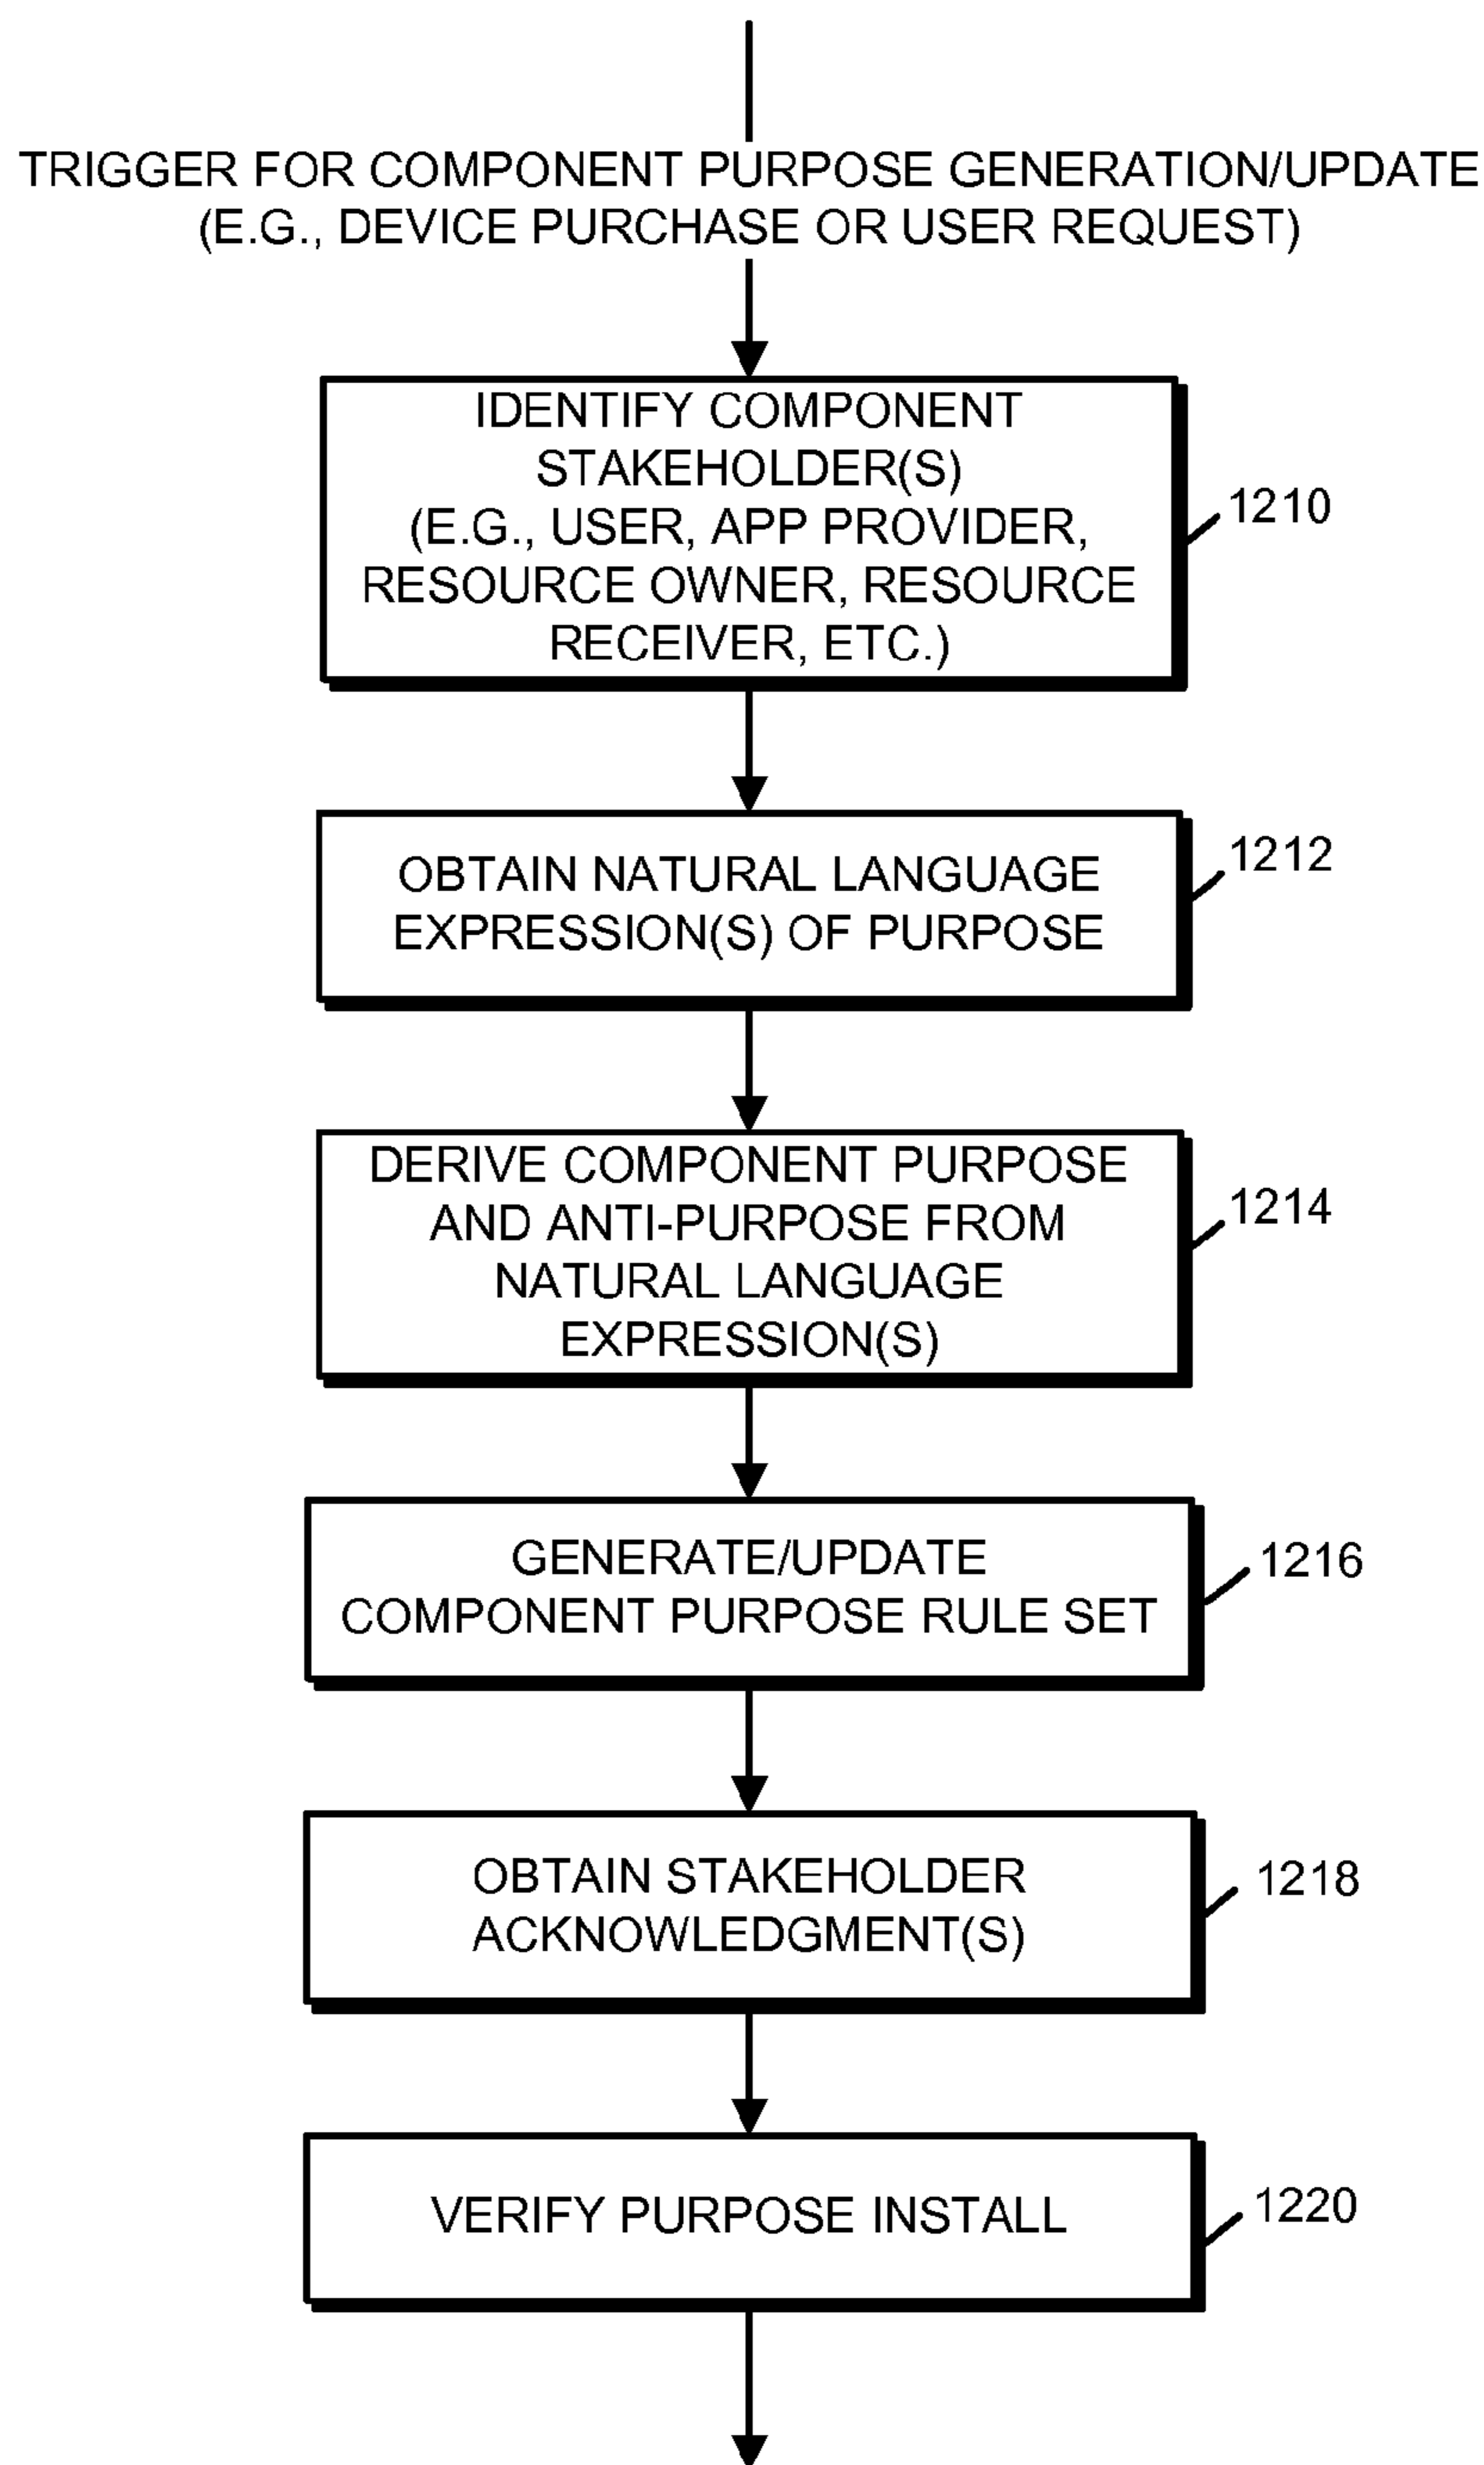 TRIGGER FOR COMPONENT PURPOSE GENERATION/UPDATE
(E.G., DEVICE PURCHASE OR USER REQUEST)
IDENTIFY COMPONENT
STAKEHOLDER(S)
(E.G., USER, APP PROVIDER,
RESOURCE OWNER, RESOURCE
RECEIVER, ETC.)
1210
OBTAIN NATURAL LANGUAGE
EXPRESSION(S) OF PURPOSE
1212
DERIVE COMPONENT PURPOSE
AND ANTI-PURPOSE FROM
NATURAL LANGUAGE
EXPRESSION(S)
1214
GENERATE/UPDATE
COMPONENT PURPOSE RULE SET
1216
OBTAIN STAKEHOLDER
ACKNOWLEDGMENT(S)
1218
VERIFY PURPOSE INSTALL
1220